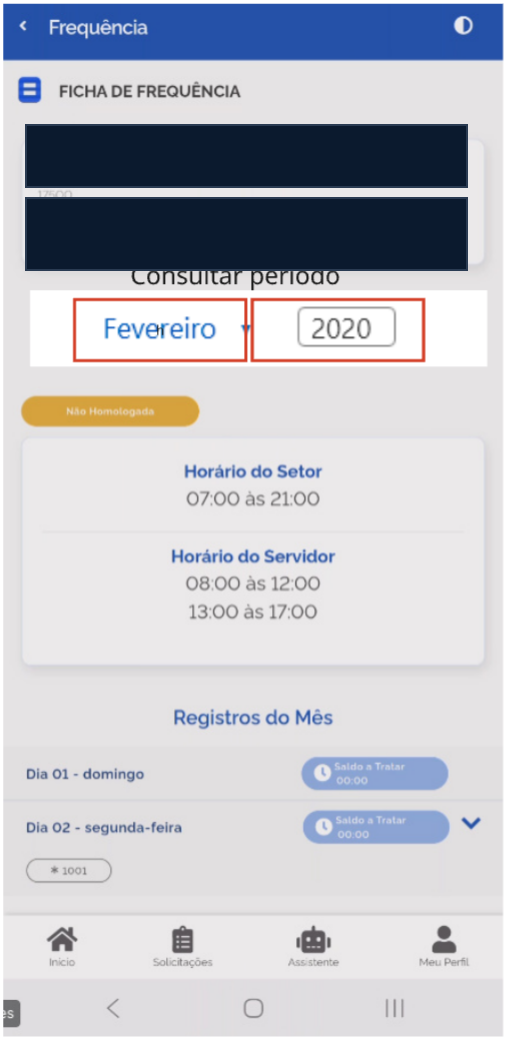 Frequência
FICHA DE FREQUÊNCIA
17500
Consultar período
Fevereiro 2020
Não Homologada
Horário do Setor
07:00 às 21:00
Horário do Servidor
08:00 às 12:00
13:00 às 17:00
Registros do Mês
Dia 01 - domingo
Saldo a Tratar
00:00
Dia 02 - segunda-feira
Saldo a Tratar
00:00
* 1001
Início Solicitações Assistente Meu Perfil
es